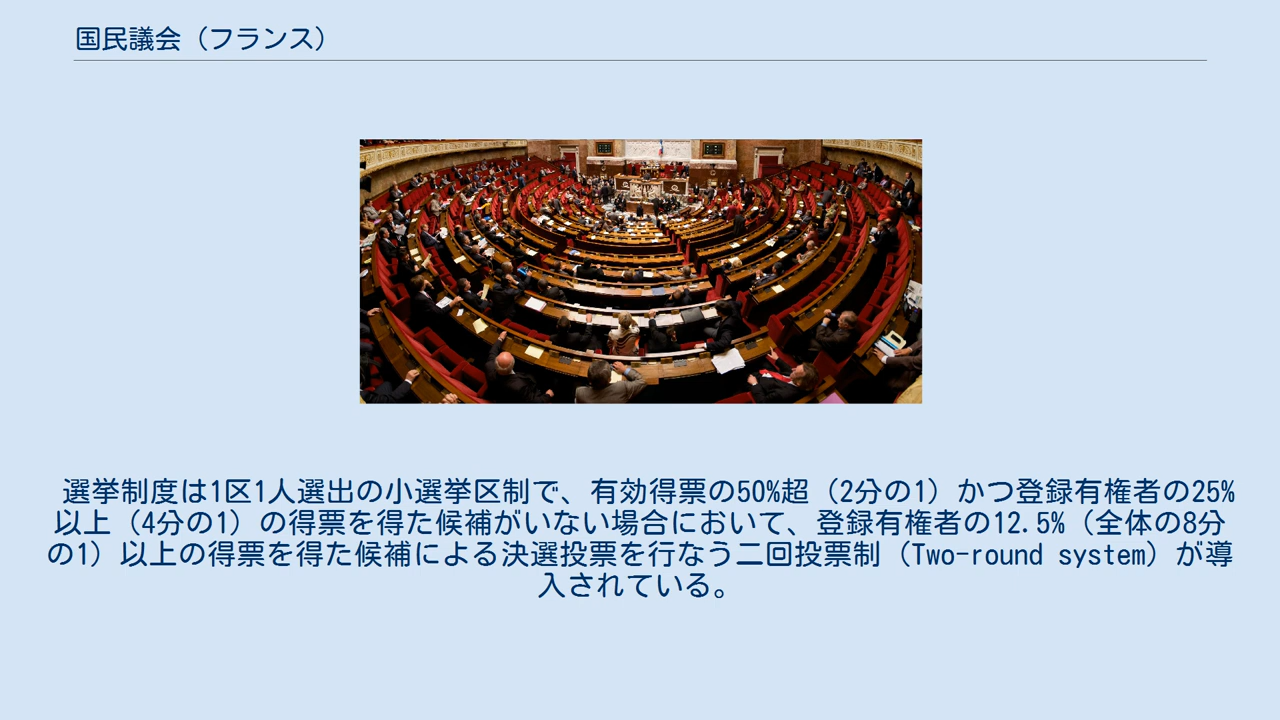 国民議会（フランス）
選挙制度は1区1人選出の小選挙区制で、有効得票の50%超（2分の1）かつ登録有権者の25%
以上（4分の1）の得票を得た候補がいない場合において、登録有権者の12.5%（全体の8分
の1）以上の得票を得た候補による決選投票を行なう二回投票制（Two-round system）が導
入されている。